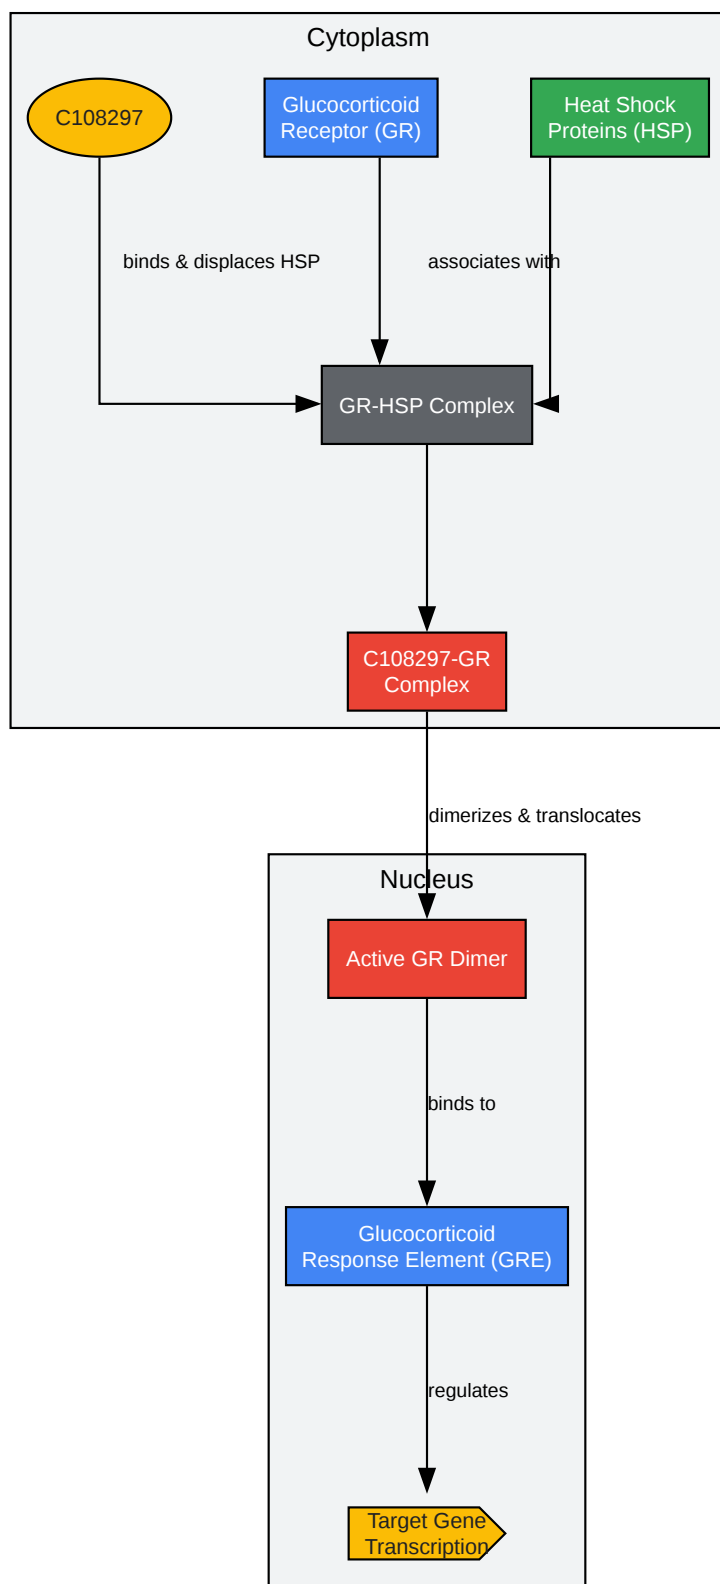 Cytoplasm
C108297
Glucocorticoid
Receptor (GR)
Heat Shock
Proteins (HSP)
binds & displaces HSP
associates with
GR-HSP Complex
C108297-GR
Complex
dimerizes & translocates
Nucleus
Active GR Dimer
binds to
Glucocorticoid
Response Element (GRE)
regulates
Target Gene
Transcription